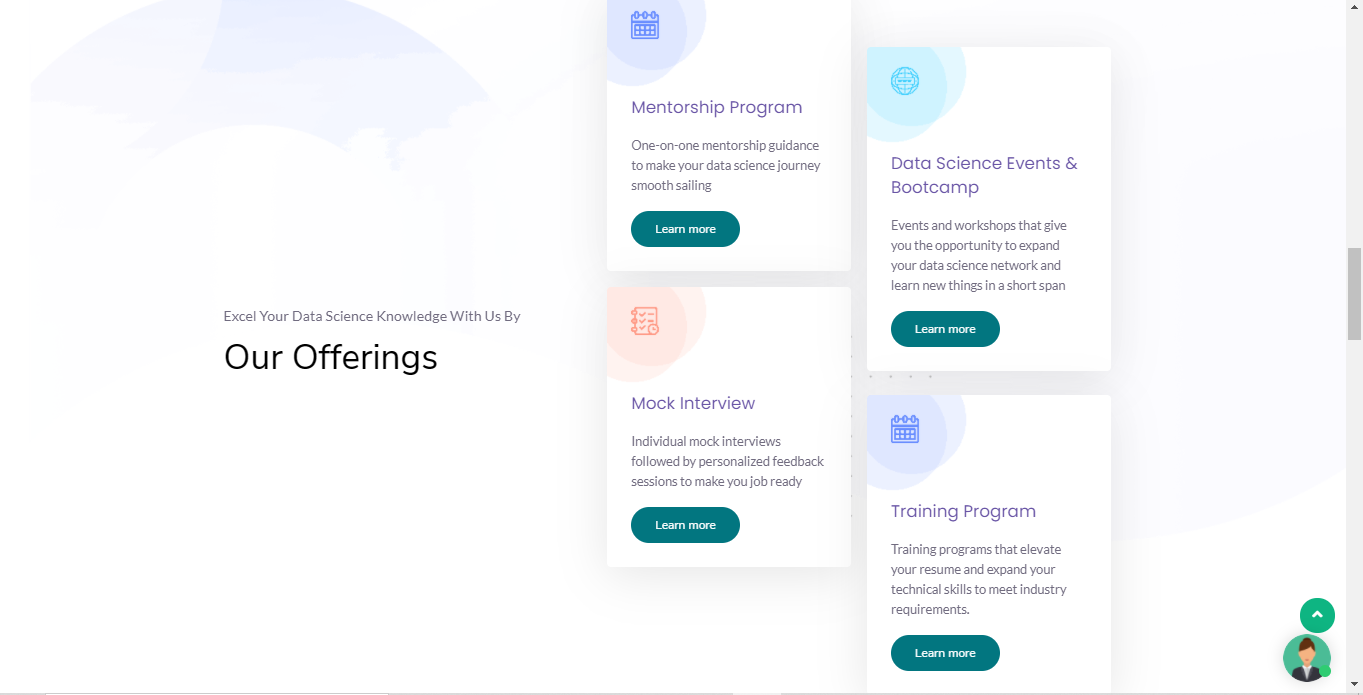 Excel Your Data Science Knowledge With Us By
Our Offerings
Mentorship Program
One-on-one mentorship guidance
to make your data science journey
smooth sailing
Learn more
Mock Interview
Individual mock interviews
followed by personalized feedback
sessions to make you job ready
Learn more
Data Science Events &
Bootcamp
Events and workshops that give
you the opportunity to expand
your data science network and
learn new things in a short span
Learn more
Training Program
Training programs that elevate
your resume and expand your
technical skills to meet industry
requirements.
Learn more